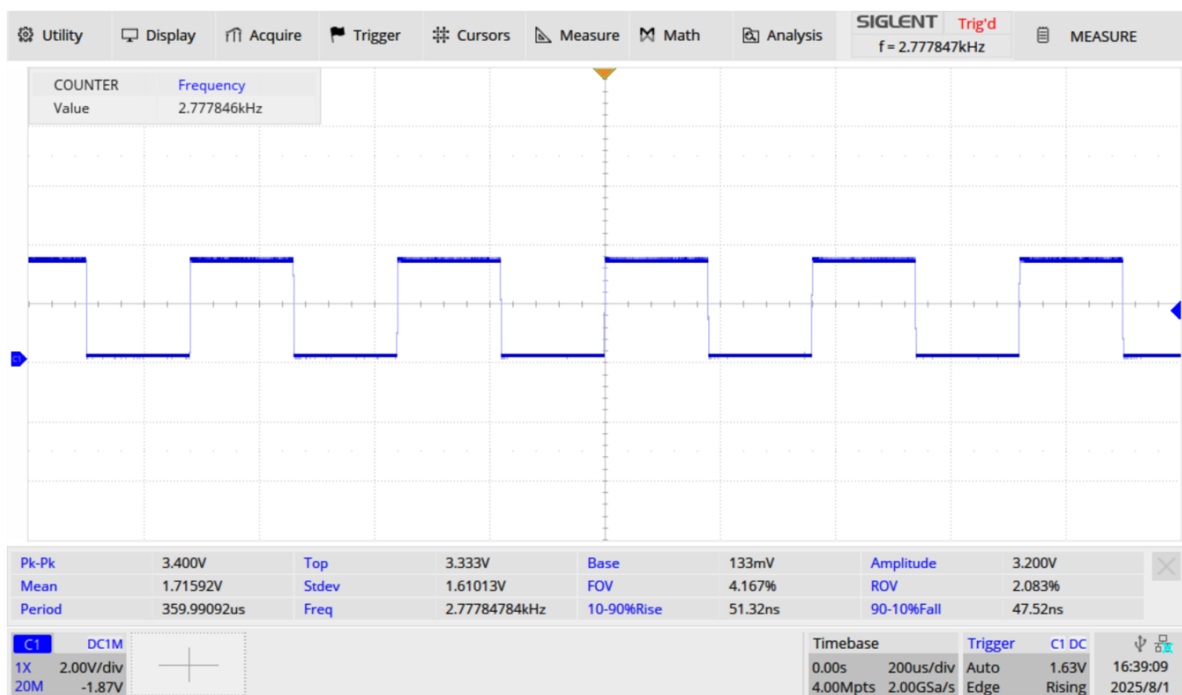 Utility Display Acquire Trigger Cursors Measure Math Analysis SIGLENT Trig'd MEASURE
f = 2.777847kHz
COUNTER Frequency
Value 2.777846kHz
Pk-Pk 3.400V Top 3.333V Base 133mV Amplitude 3.200V
Mean 1.71592V Stdev 1.61013V FOV 4.167% ROV 2.083%
Period 359.99092us Freq 2.77784784kHz 10-90%Rise 51.32ns 90-10%Fall 47.52ns
C1 DC1M Timebase Trigger C1 DC
1X 2.00V/div 0.00s 200us/div Auto 1.63V 16:39:09
20M -1.87V 4.00Mpts 2.00GSa/s Edge Rising 2025/8/1